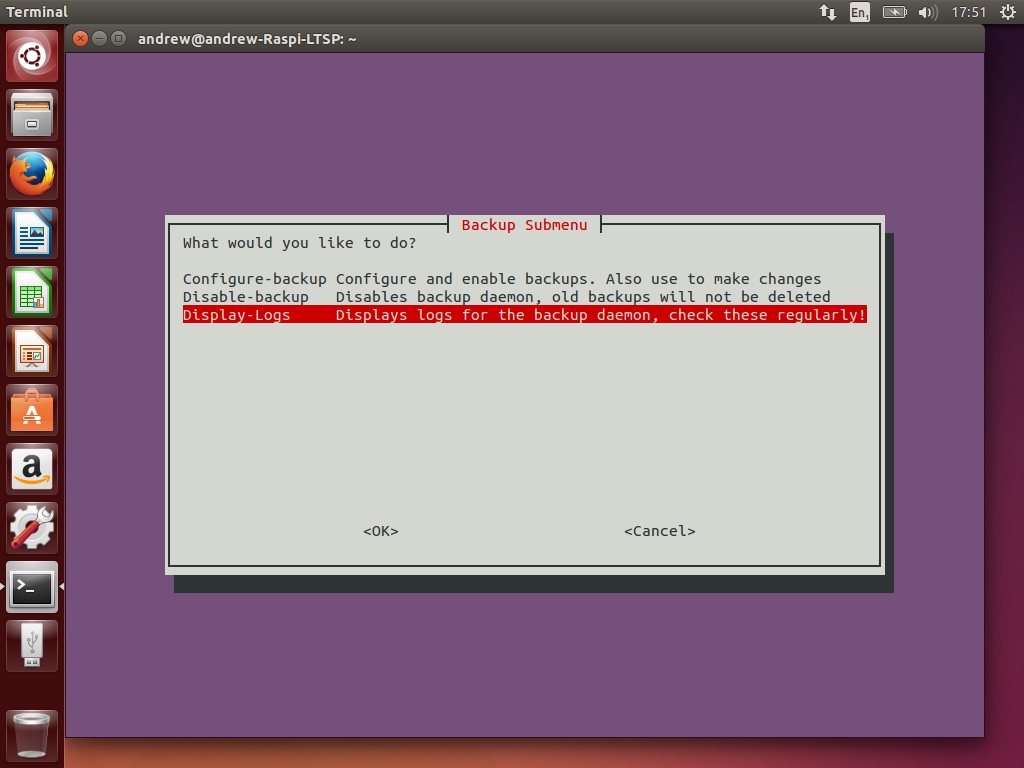 Terminal
En1
17:51
andrew@andrew-Raspi-LTSP: ~
Backup Submenu
What would you like to do?
Configure-backup Configure and enable backups. Also use to make changes
Disable-backup Disables backup daemon, old backups will not be deleted
Display-Logs Displays logs for the backup daemon, check these regularly!
<OK> <Cancel>